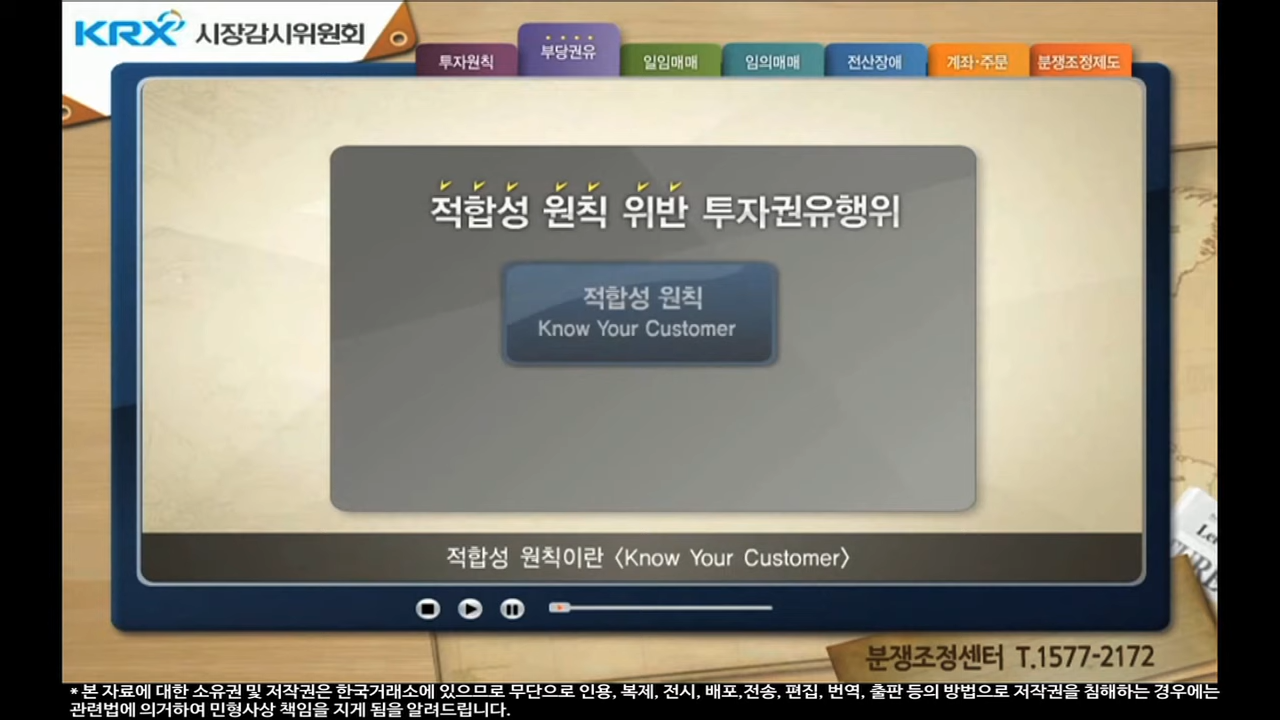 KRX 시장감시위원회
투자원칙 부당권유 일임매매 임의매매 전산장애 계좌·주문 분쟁조정제도
적합성 원칙 위반 투자권유행위
적합성 원칙
Know Your Customer
적합성 원칙이란 〈Know Your Customer〉
분쟁조정센터 T.1577-2172
* 본 자료에 대한 소유권 및 저작권은 한국거래소에 있으므로 무단으로 인용, 복제, 전시, 배포,전송, 편집, 번역, 출판 등의 방법으로 저작권을 침해하는 경우에는
관련법에 의거하여 민형사상 책임을 지게 됨을 알려드립니다.